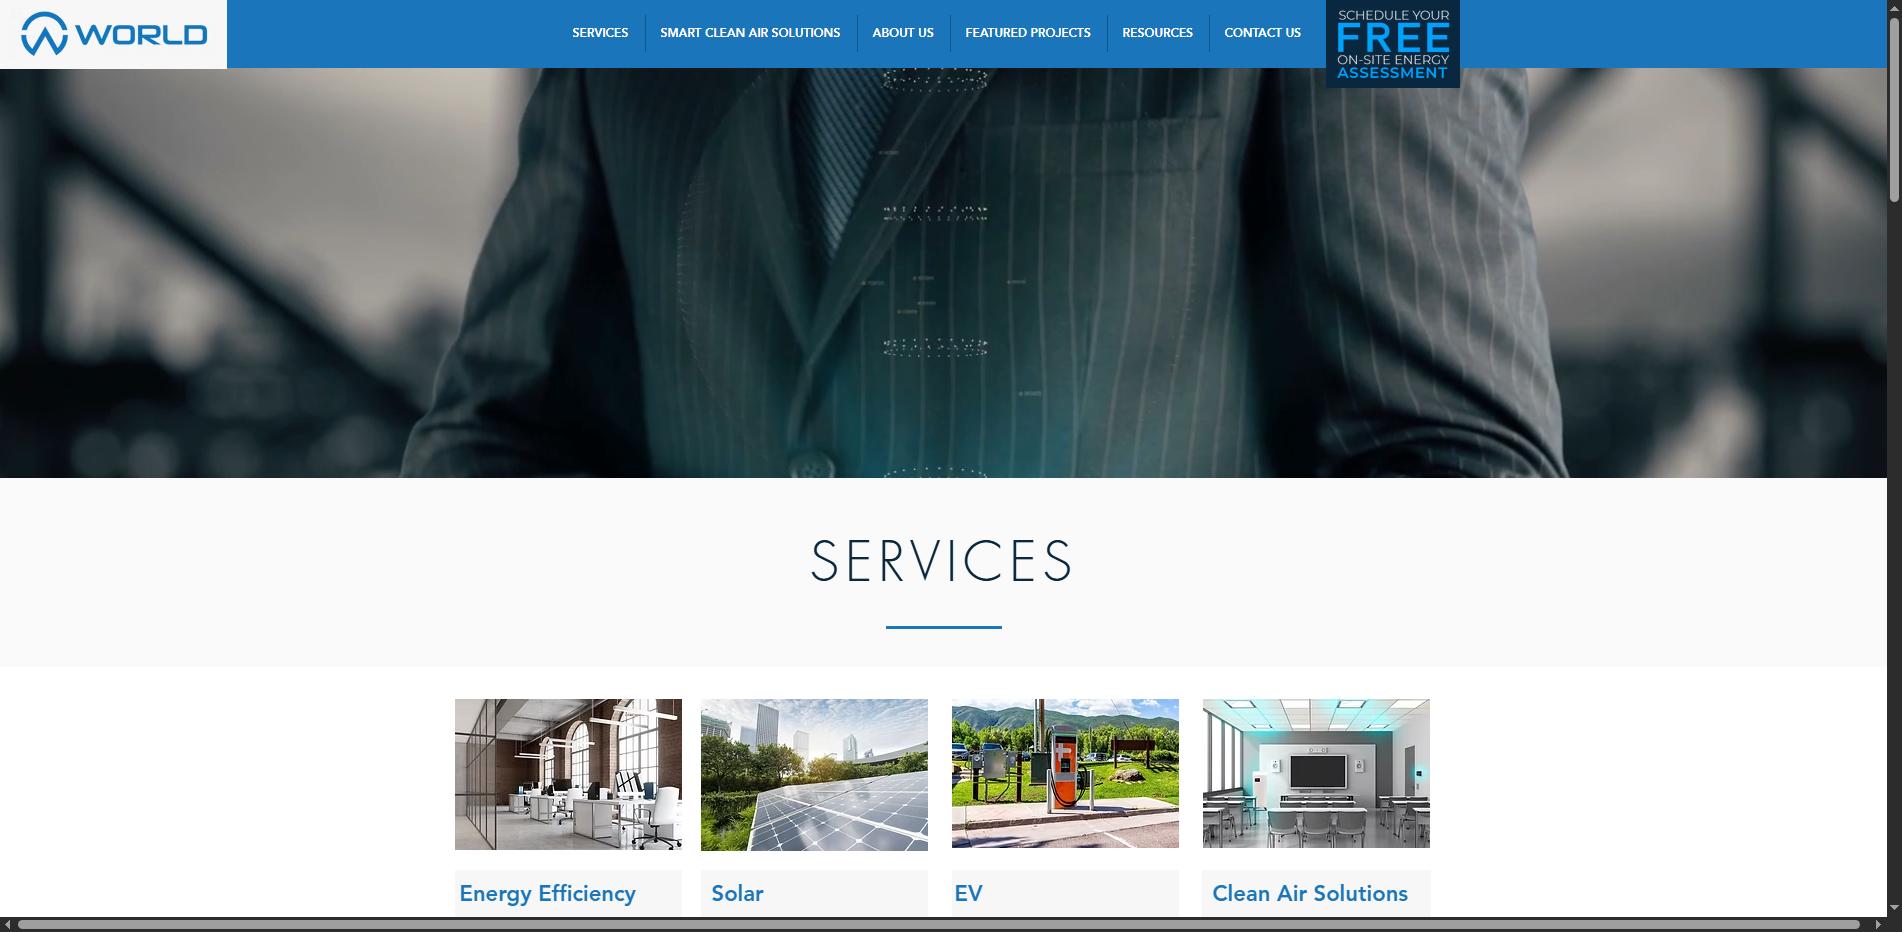 WORLD
SERVICES
SMART CLEAN AIR SOLUTIONS
ABOUT US
FEATURED PROJECTS
RESOURCES
CONTACT US
SCHEDULE YOUR
FREE
ON-SITE ENERGY
ASSESSMENT
SERVICES
Energy Efficiency
Solar
EV
Clean Air Solutions